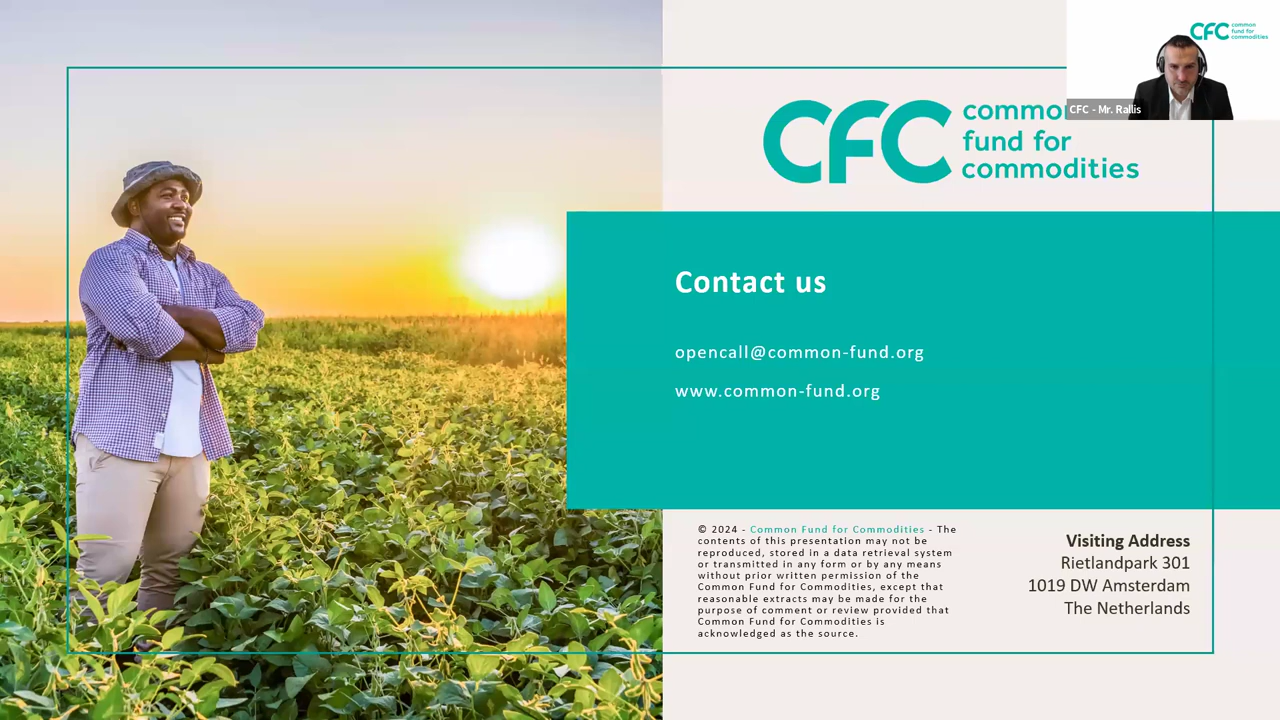 CFC common
fund for
commodities
CFC - Mr. Rallis
CFC
fund for
commodities
Contact us
opencall@common-fund.org
www.common-fund.org
© 2024 - Common Fund for Commodities - The
contents of this presentation may not be
reproduced, stored in a data retrieval system
or transmitted in any form or by any means
without prior written permission of the
Common Fund for Commodities, except that
reasonable extracts may be made for the
purpose of comment or review provided that
Common Fund for Commodities is
acknowledged as the source.
Visiting Address
Rietlandpark 301
1019 DW Amsterdam
The Netherlands